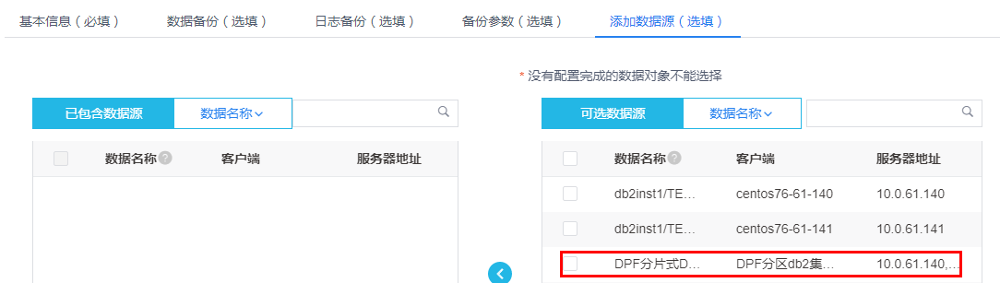 基本信息（必填） 数据备份（选填） 日志备份（选填） 备份参数（选填） 添加数据源（选填）
* 没有配置完成的数据对象不能选择
已包含数据源 数据名称
数据名称 ? 客户端 服务器地址
可选数据源 数据名称
数据名称 ? 客户端 服务器地址
db2inst1/TE... centos76-61-140 10.0.61.140
db2inst1/TE... centos76-61-141 10.0.61.141
DPF分片式D... DPF分区db2集... 10.0.61.140,...